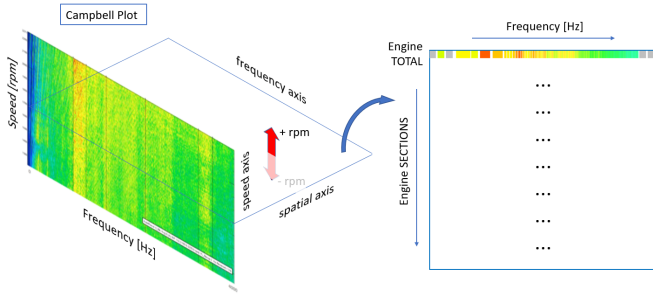 Campbell Plot
Speed [rpm]
frequency axis
+ rpm
- rpm
speed axis
spatial axis
Frequency [Hz]
Frequency [Hz]
Engine
TOTAL
Engine SECTIONS
...
...
...
...
...
...
...